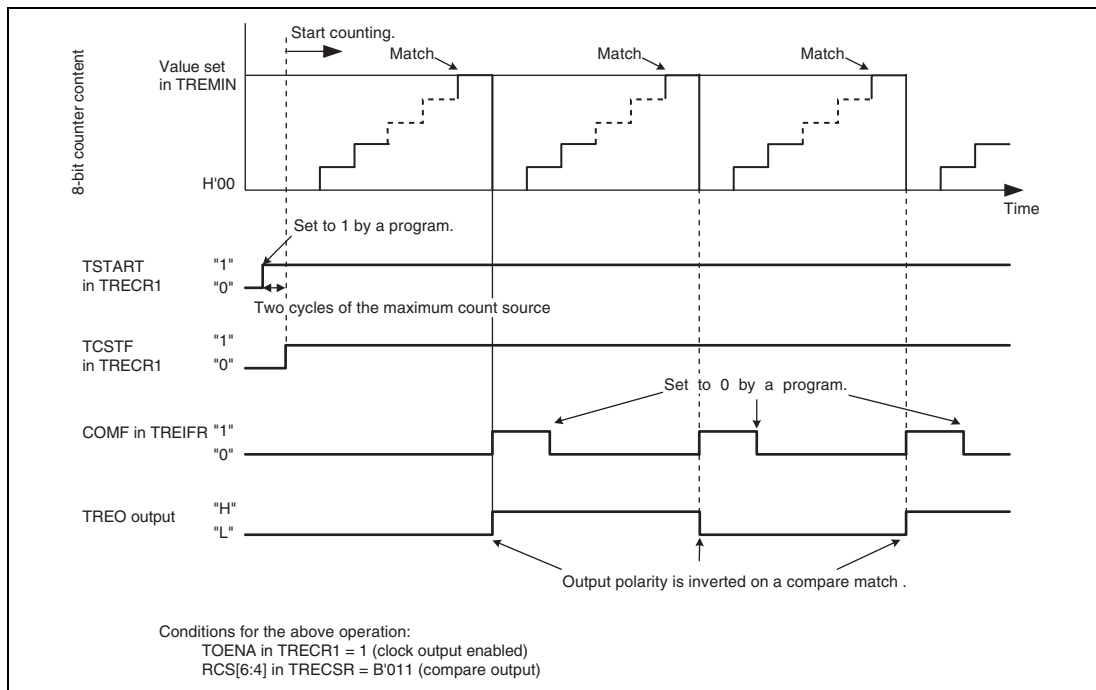 Start counting.
Match
Match
Match
Value set
in TREMIN
8-bit counter content
H'00
Time
Set to 1 by a program.
TSTART
in TRECR1
"1"
"0"
Two cycles of the maximum count source
TCSTF
in TRECR1
"1"
"0"
Set to 0 by a program.
COMF in TREIFR
"1"
"0"
TREO output
"H"
"L"
Output polarity is inverted on a compare match .
Conditions for the above operation:
TOENA in TRECR1 = 1 (clock output enabled)
RCS[6:4] in TRECSR = B'011 (compare output)